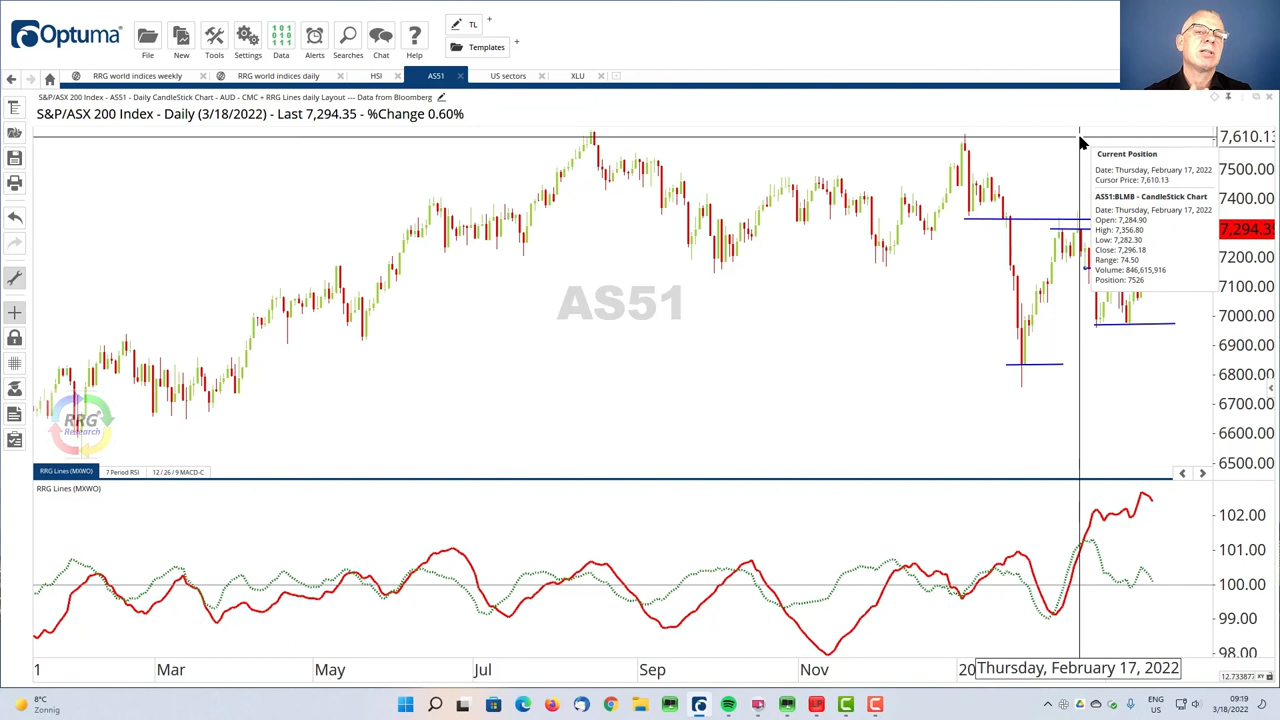 Optuma
File
New
Tools
Settings
Data
Alerts
Searches
Chat
Help
TL
+
Templates
+
RRG world indices weekly
RRG world indices daily
HSI
AS51
US sectors
XLU
S&P/ASX 200 Index - AS51 - Daily CandleStick Chart - AUD - CMC + RRG Lines daily Layout --- Data from Bloomberg
S&P/ASX 200 Index - Daily (3/18/2022) - Last 7,294.35 - %Change 0.60%
7,610.13
Current Position
Date: Thursday, February 17, 2022
Cursor Price: 7,610.13
AS51:BLMB - CandleStick Chart
Date: Thursday, February 17, 2022
Open: 7,284.90
High: 7,356.80
Low: 7,282.30
Close: 7,296.18
Range: 74.50
Volume: 846,615,916
Position: 7526
7500.00
7400.00
7,294.35
7200.00
7100.00
7000.00
6900.00
6800.00
6700.00
6600.00
6500.00
AS51
RRG
Research
RRG Lines (MXWO)
7 Period RSI
12 / 26 / 9 MACD-C
RRG Lines (MXWO)
102.00
101.00
100.00
99.00
98.00
1
Mar
May
Jul
Sep
Nov
20
Thursday, February 17, 2022
12.733877
XY
8°C
Zonnig
ENG
US
09:19
3/18/2022